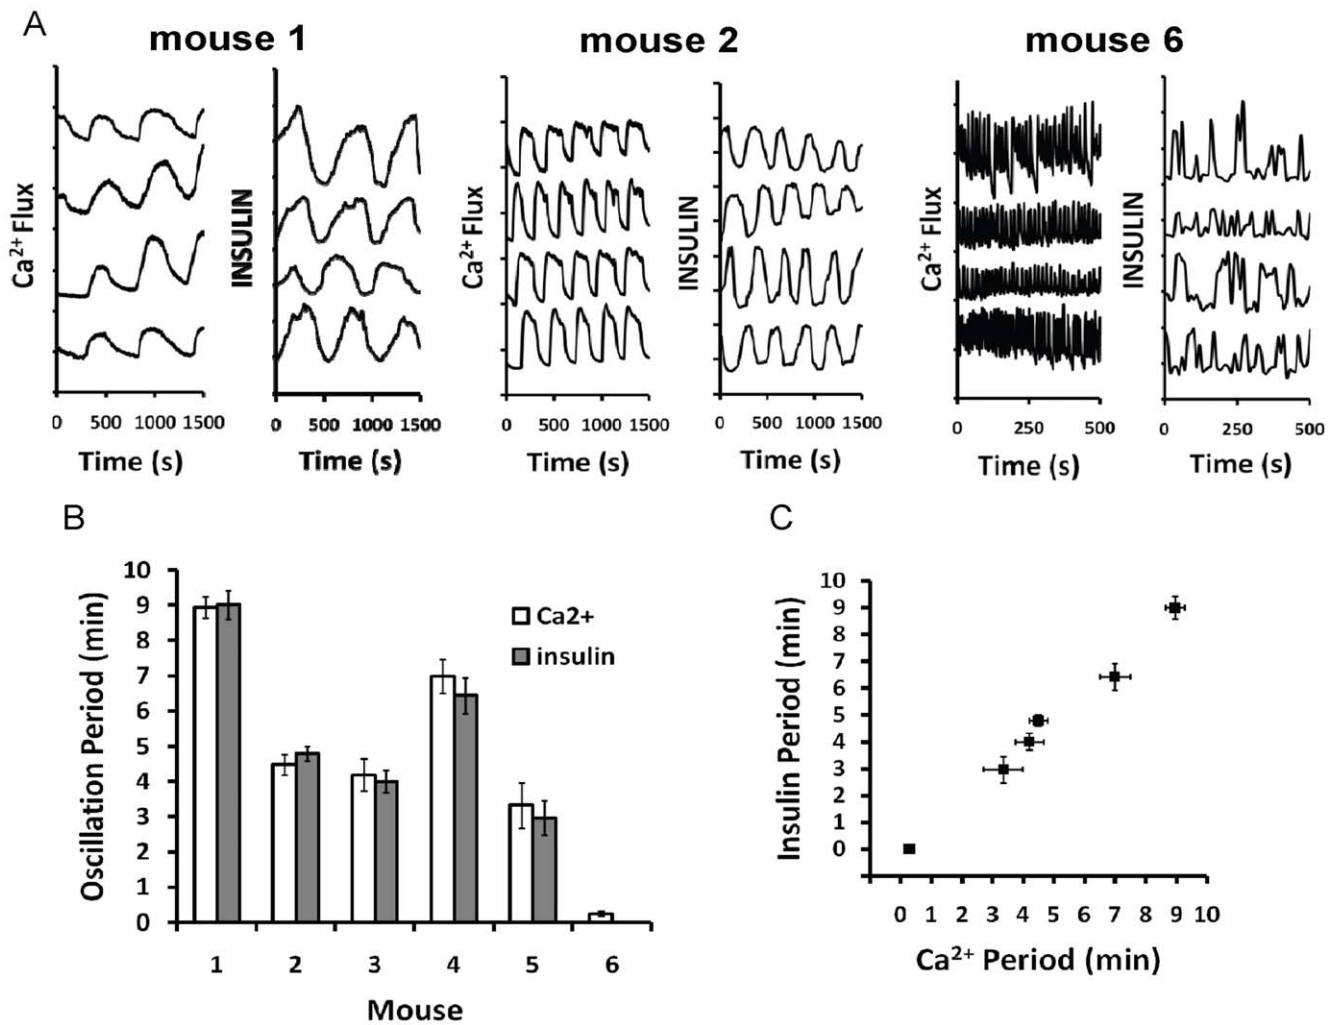 A
mouse 1
mouse 2
mouse 6
Ca2+ Flux
INSULIN
Ca2+ Flux
INSULIN
Ca2+ Flux
INSULIN
0 500 1000 1500
0 500 1000 1500
0 500 1000 1500
0 500 1000 1500
0 250 500
0 250 500
Time (s)
Time (s)
Time (s)
Time (s)
Time (s)
Time (s)
B
Oscillation Period (min)
10
9
8
7
6
5
4
3
2
1
0
Ca2+
insulin
1 2 3 4 5 6
Mouse
C
Insulin Period (min)
10
9
8
7
6
5
4
3
2
1
0
0 1 2 3 4 5 6 7 8 9 10
Ca2+ Period (min)